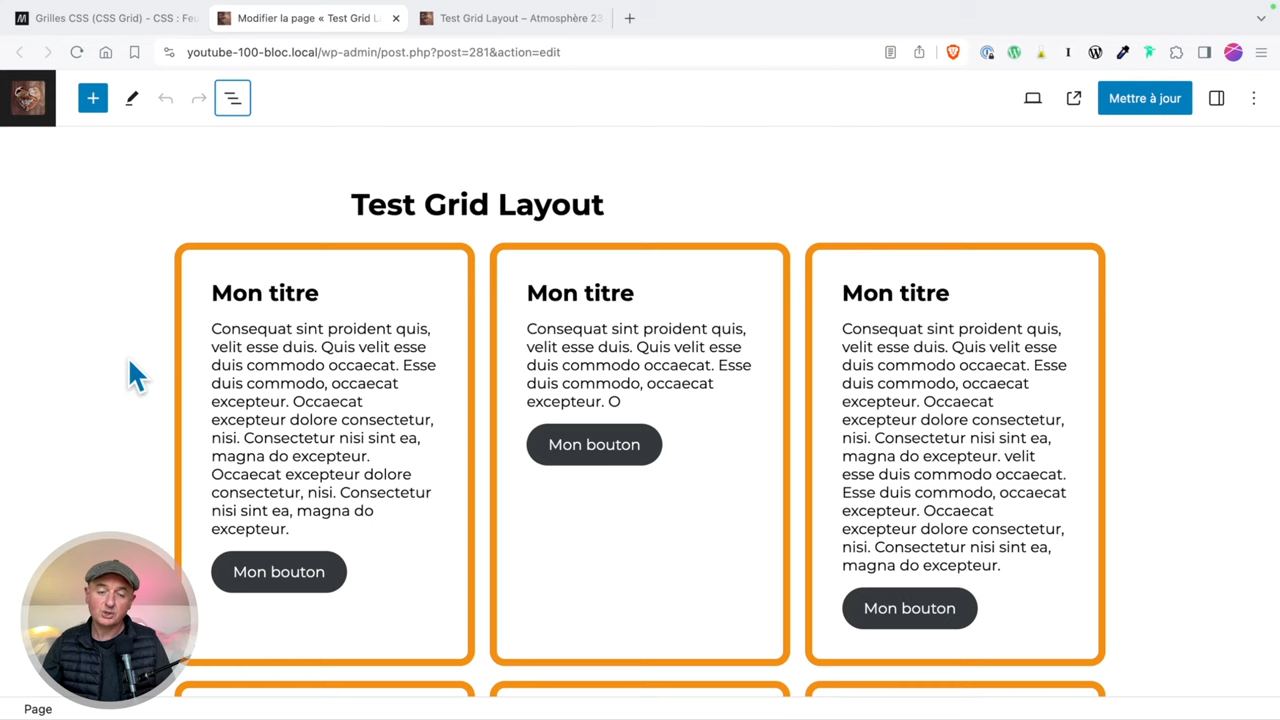 Grilles CSS (CSS Grid) - CSS : Feu
Modifier la page « Test Grid L
Test Grid Layout – Atmosphère 23
youtube-100-bloc.local/wp-admin/post.php?post=281&action=edit
Mettre à jour
Test Grid Layout
Mon titre
Consequat sint proident quis,
velit esse duis. Quis velit esse
duis commodo occaecat. Esse
duis commodo, occaecat
excepteur. Occaecat
excepteur dolore consectetur,
nisi. Consectetur nisi sint ea,
magna do excepteur.
Occaecat excepteur dolore
consectetur, nisi. Consectetur
nisi sint ea, magna do
excepteur.
Mon bouton
Mon titre
Consequat sint proident quis,
velit esse duis. Quis velit esse
duis commodo occaecat. Esse
duis commodo, occaecat
excepteur. O
Mon bouton
Mon titre
Consequat sint proident quis,
velit esse duis. Quis velit esse
duis commodo occaecat. Esse
duis commodo, occaecat
excepteur. Occaecat
excepteur dolore consectetur,
nisi. Consectetur nisi sint ea,
magna do excepteur. velit
esse duis commodo occaecat.
Esse duis commodo, occaecat
excepteur. Occaecat
excepteur dolore consectetur,
nisi. Consectetur nisi sint ea,
magna do excepteur.
Mon bouton
Page